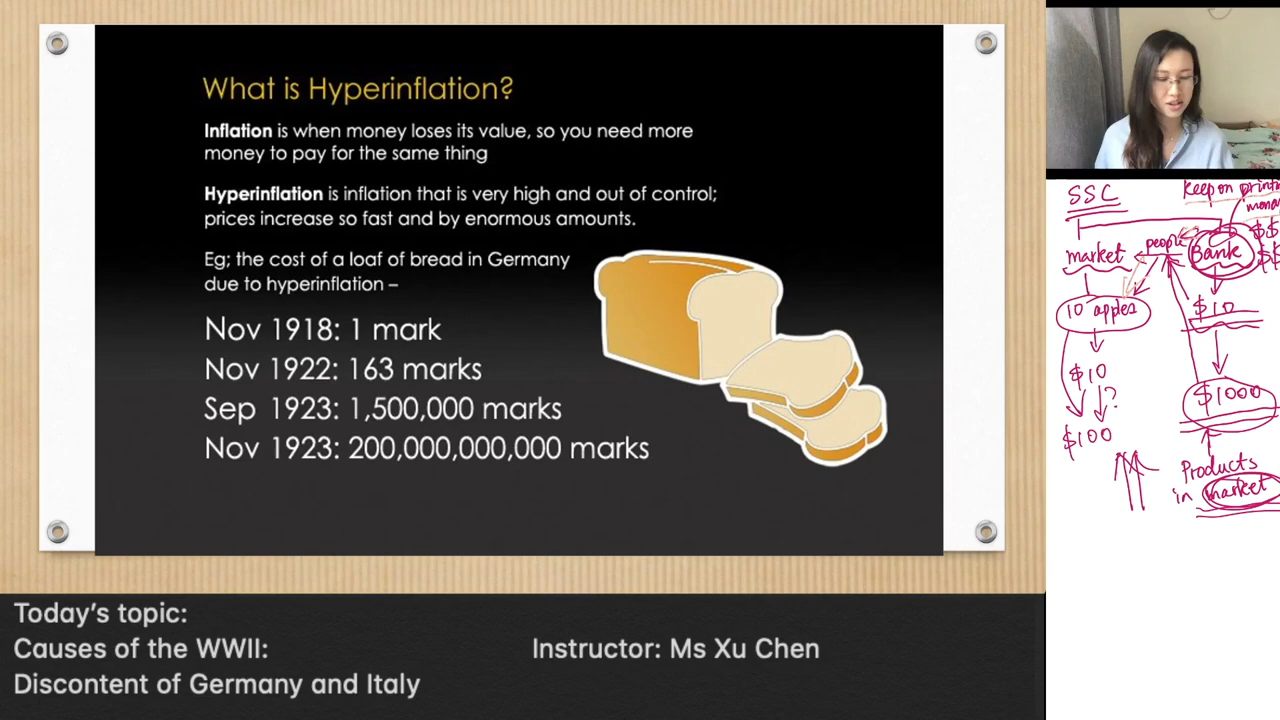 What is Hyperinflation?
Inflation is when money loses its value, so you need more
money to pay for the same thing
Hyperinflation is inflation that is very high and out of control;
prices increase so fast and by enormous amounts.
Eg; the cost of a loaf of bread in Germany
due to hyperinflation –
Nov 1918: 1 mark
Nov 1922: 163 marks
Sep 1923: 1,500,000 marks
Nov 1923: 200,000,000,000 marks
Today's topic:
Causes of the WWII:
Discontent of Germany and Italy
Instructor: Ms Xu Chen
SSC
keep on
$$
market
people
Bank
10 apples
$10
$10
?
$1000
$100
Products
in market